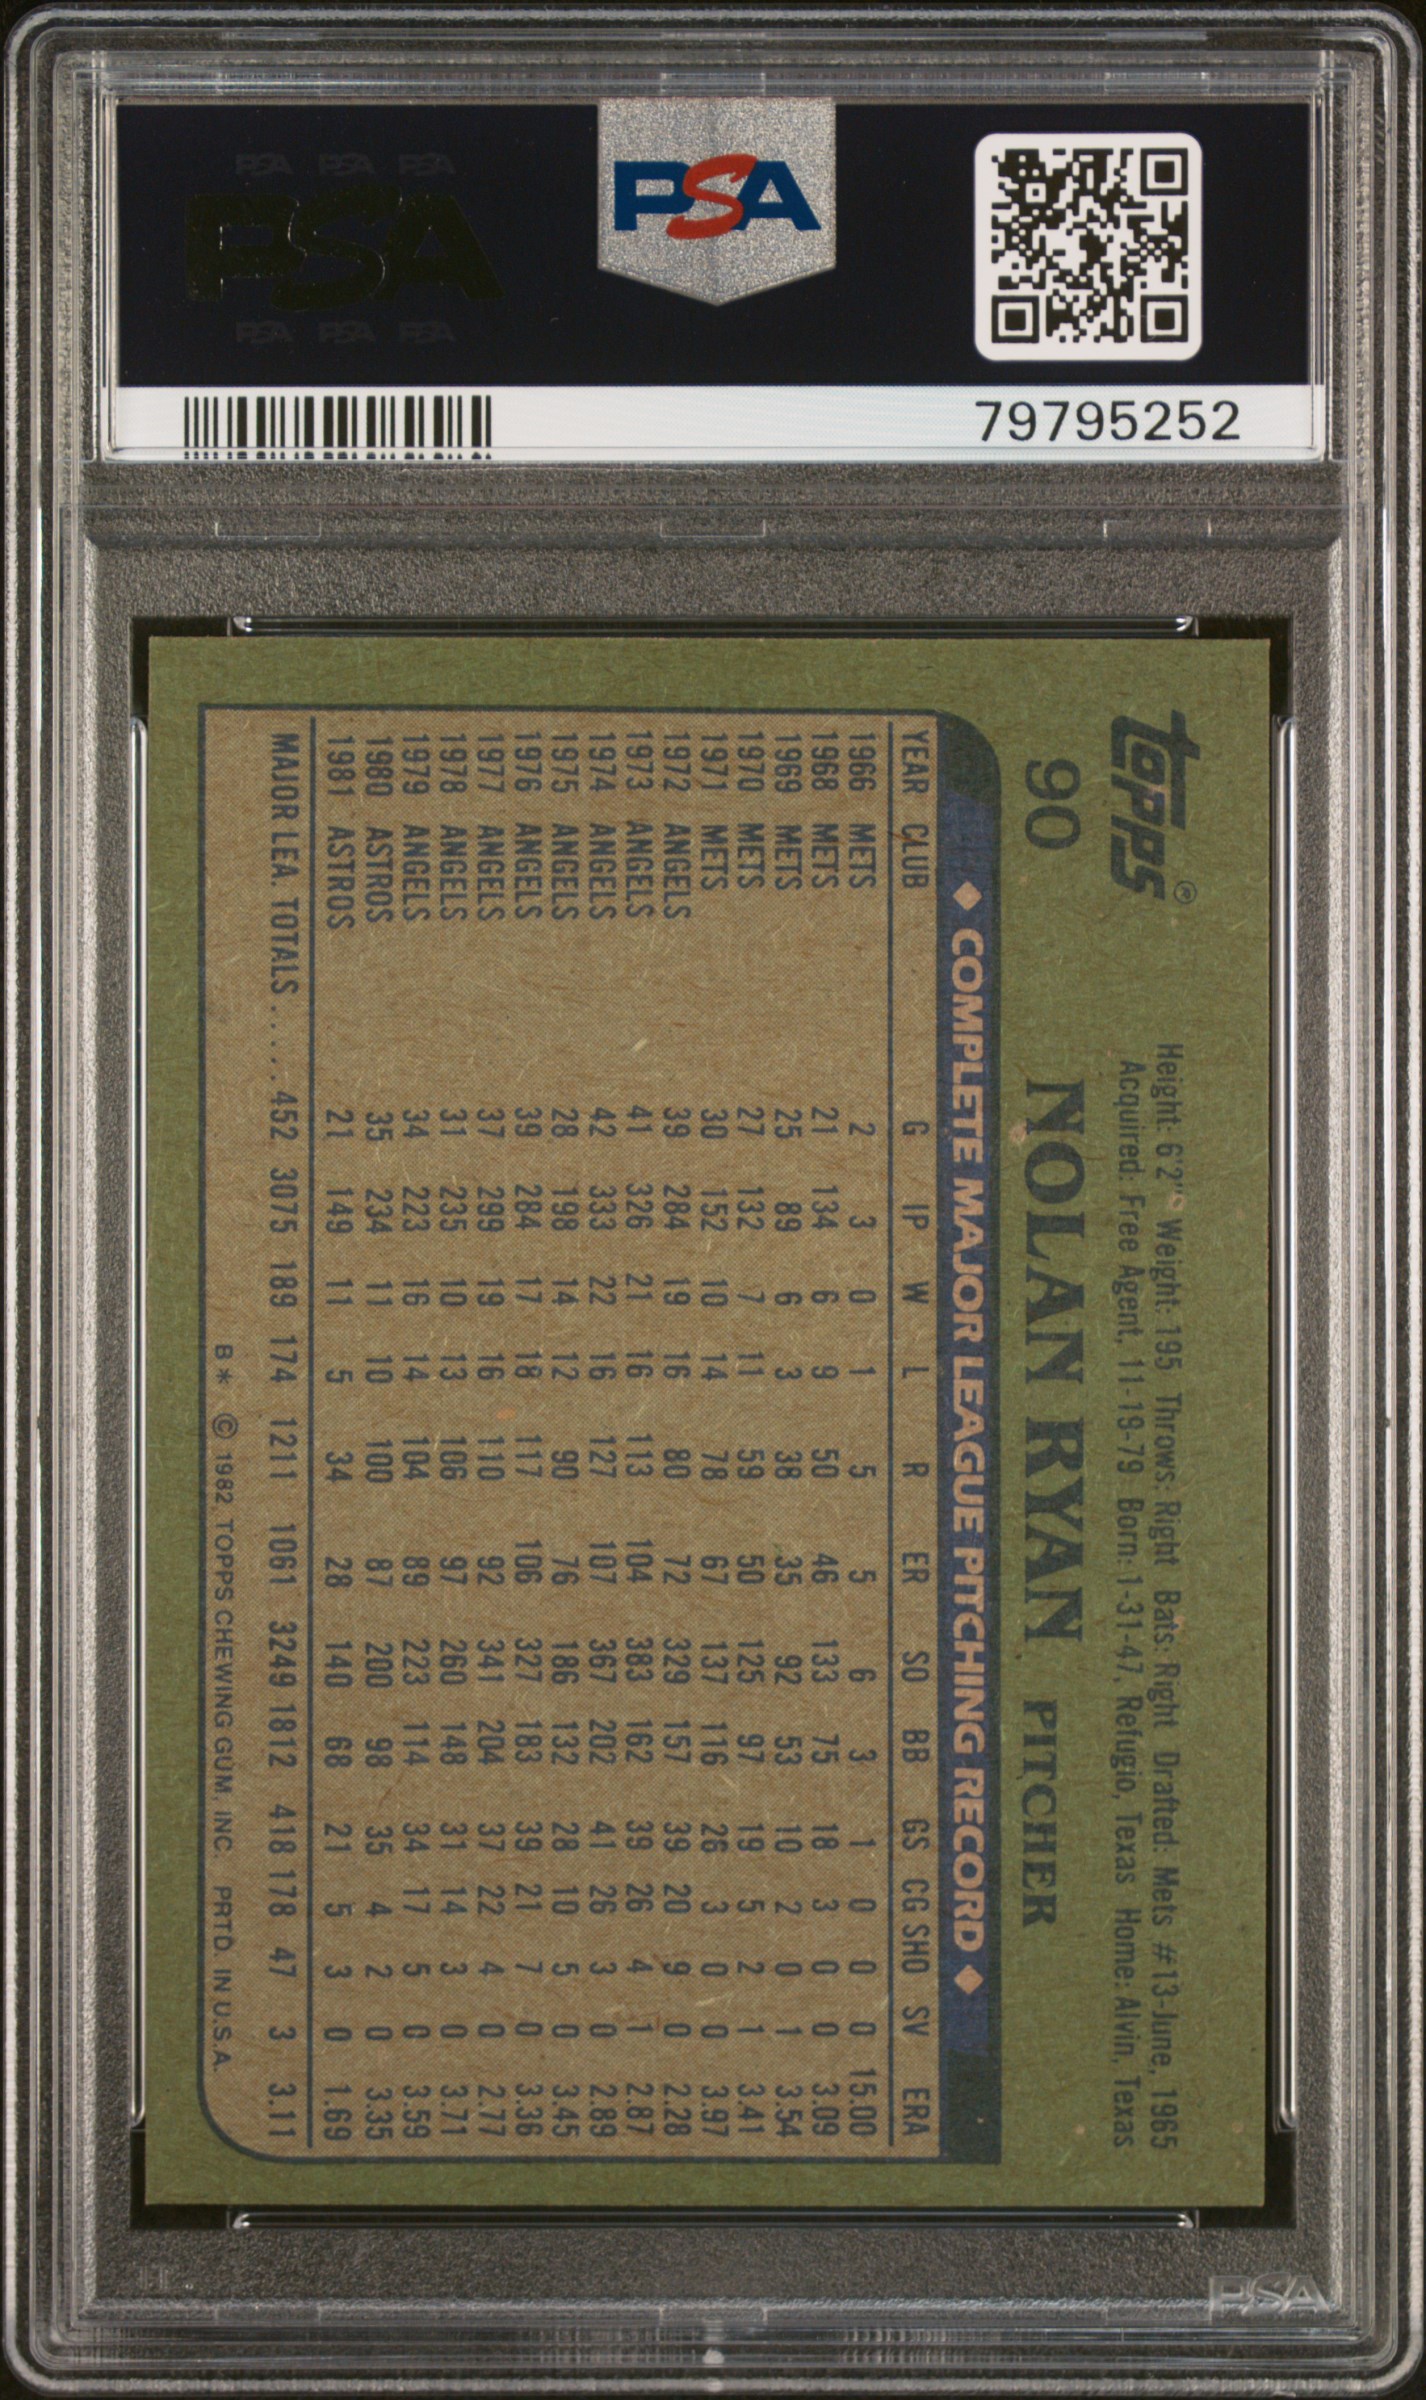 PSA PSA PSA
PSA
PSA PSA PSA
PSA
79795252
Topps®
90 NOLAN RYAN PITCHER
Height: 6'2" Weight: 195 Throws: Right Bats: Right Drafted: Mets #13-June, 1965
Acquired: Free Agent, 11-19-79 Born: 1-31-47, Refugio, Texas Home: Alvin, Texas
◆ COMPLETE MAJOR LEAGUE PITCHING RECORD ◆
YEAR CLUB G IP W L R ER SO BB GS CG SHO SV ERA
1966 METS 2 3 0 1 5 5 6 3 1 0 0 0 15.00
1968 METS 21 134 6 9 50 46 133 75 18 3 0 0 3.09
1969 METS 25 89 6 3 38 35 92 53 10 2 0 1 3.54
1970 METS 27 132 7 11 59 50 125 97 19 5 2 1 3.41
1971 METS 30 152 10 14 78 67 137 116 26 3 0 0 3.97
1972 ANGELS 39 284 19 16 80 72 329 157 39 20 9 0 2.28
1973 ANGELS 41 326 21 16 113 104 383 162 39 26 4 1 2.87
1974 ANGELS 42 333 22 16 127 107 367 202 41 26 3 0 2.89
1975 ANGELS 28 198 14 12 90 76 186 132 28 10 5 0 3.45
1976 ANGELS 39 284 17 18 117 106 327 183 39 21 7 0 3.36
1977 ANGELS 37 299 19 16 110 92 341 204 37 22 4 0 2.77
1978 ANGELS 31 235 10 13 106 97 260 148 31 14 3 0 3.71
1979 ANGELS 34 223 16 14 104 89 223 114 34 17 5 0 3.59
1980 ASTROS 35 234 11 10 100 87 200 98 35 4 2 0 3.35
1981 ASTROS 21 149 11 5 34 28 140 68 21 5 3 0 1.69
MAJOR LEA. TOTALS ..... 452 3075 189 174 1211 1061 3249 1812 418 178 47 3 3.11
B* © 1982 TOPPS CHEWING GUM, INC. PRTD. IN U.S.A.
PSA